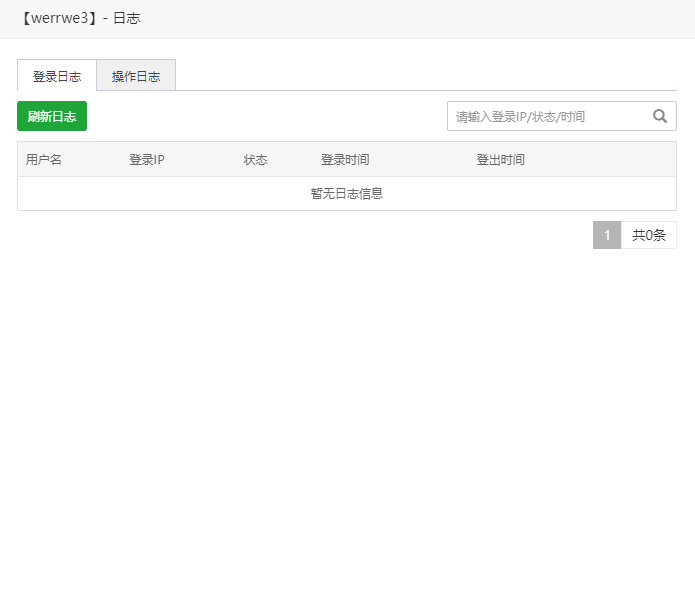 【werrwe3】- 日志
登录日志 操作日志
刷新日志 请输入登录IP/状态/时间
用户名 登录IP 状态 登录时间 登出时间
暂无日志信息
1 共0条